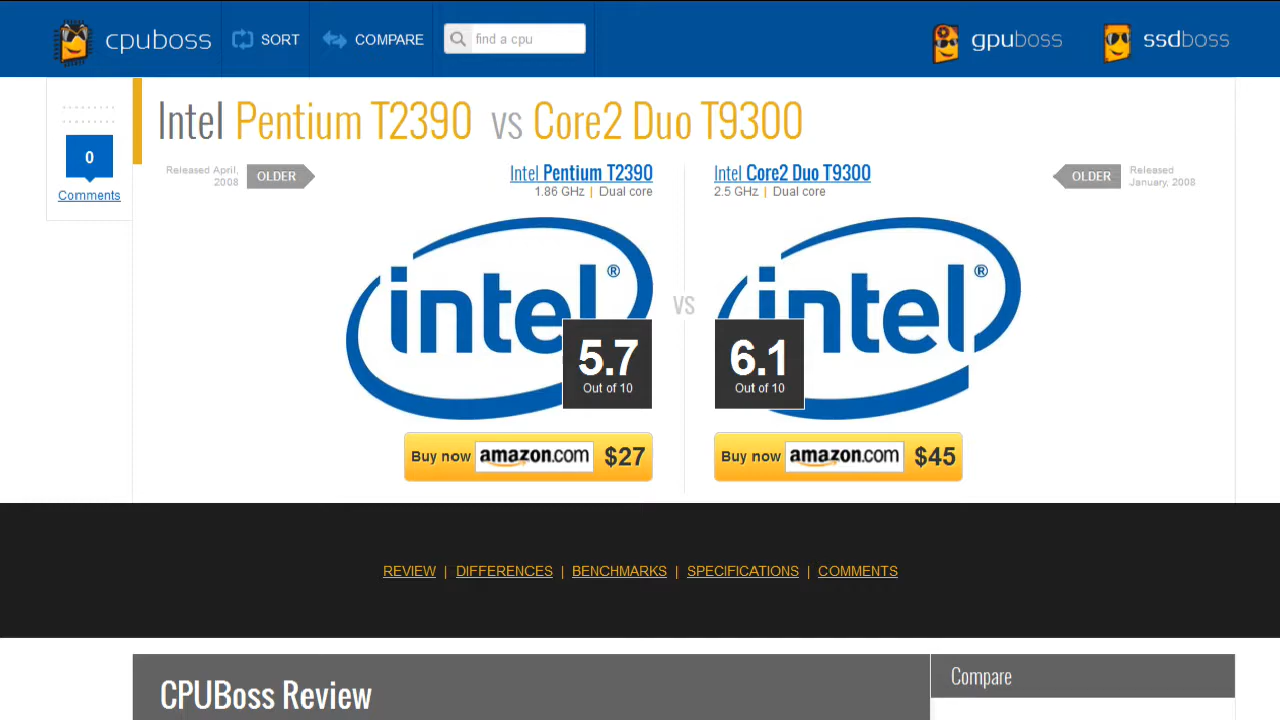 cpuboss
SORT
COMPARE
find a cpu
gpuboss
ssdboss
0
Comments
Intel Pentium T2390 vs Core2 Duo T9300
Released April,
2008
OLDER
Intel Pentium T2390
1.86 GHz | Dual core
Intel Core2 Duo T9300
2.5 GHz | Dual core
OLDER
Released
January, 2008
intel®
5.7
Out of 10
VS
intel®
6.1
Out of 10
Buy now amazon.com $27
Buy now amazon.com $45
REVIEW | DIFFERENCES | BENCHMARKS | SPECIFICATIONS | COMMENTS
CPUBoss Review
Compare